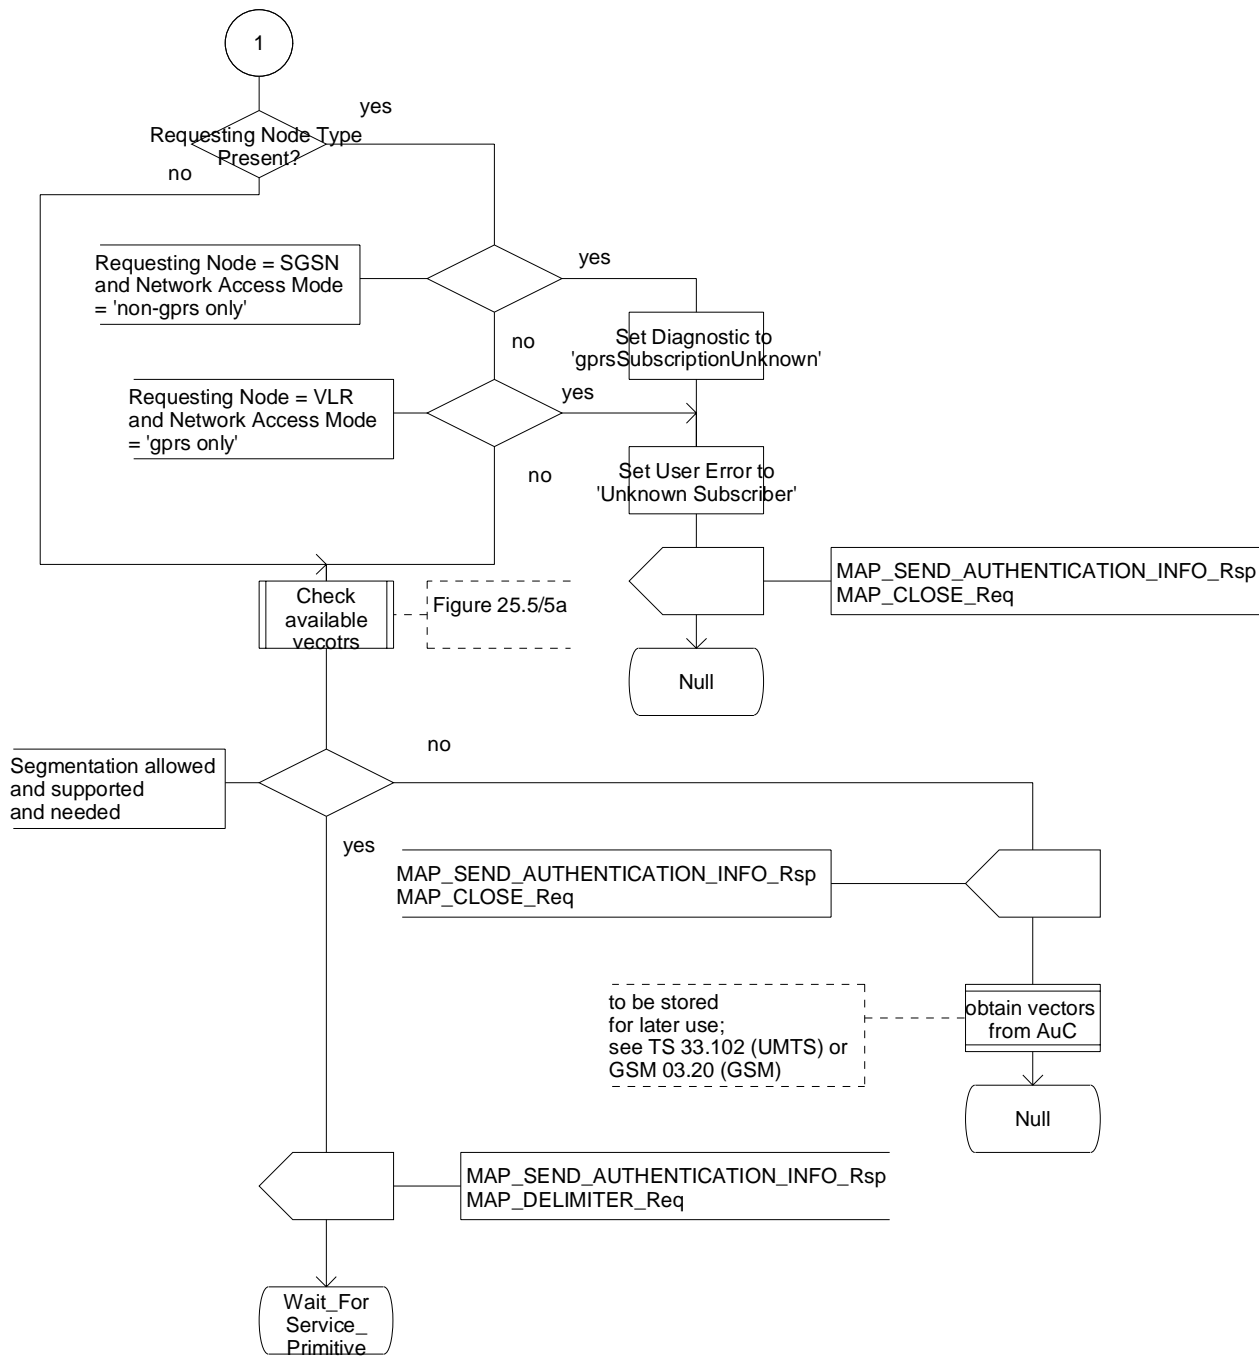 1
yes
Requesting Node Type
Present?
no
Requesting Node = SGSN
and Network Access Mode
= 'non-gprs only'
yes
Set Diagnostic to
'gprsSubscriptionUnknown'
no
Requesting Node = VLR
and Network Access Mode
= 'gprs only'
yes
no
Set User Error to
'Unknown Subscriber'
MAP_SEND_AUTHENTICATION_INFO_Rsp
MAP_CLOSE_Req
Check
available
vecotrs
Figure 25.5/5a
Null
no
Segmentation allowed
and supported
and needed
yes
MAP_SEND_AUTHENTICATION_INFO_Rsp
MAP_CLOSE_Req
to be stored
for later use;
see TS 33.102 (UMTS) or
GSM 03.20 (GSM)
obtain vectors
from AuC
Null
MAP_SEND_AUTHENTICATION_INFO_Rsp
MAP_DELIMITER_Req
Wait_For
Service_
Primitive